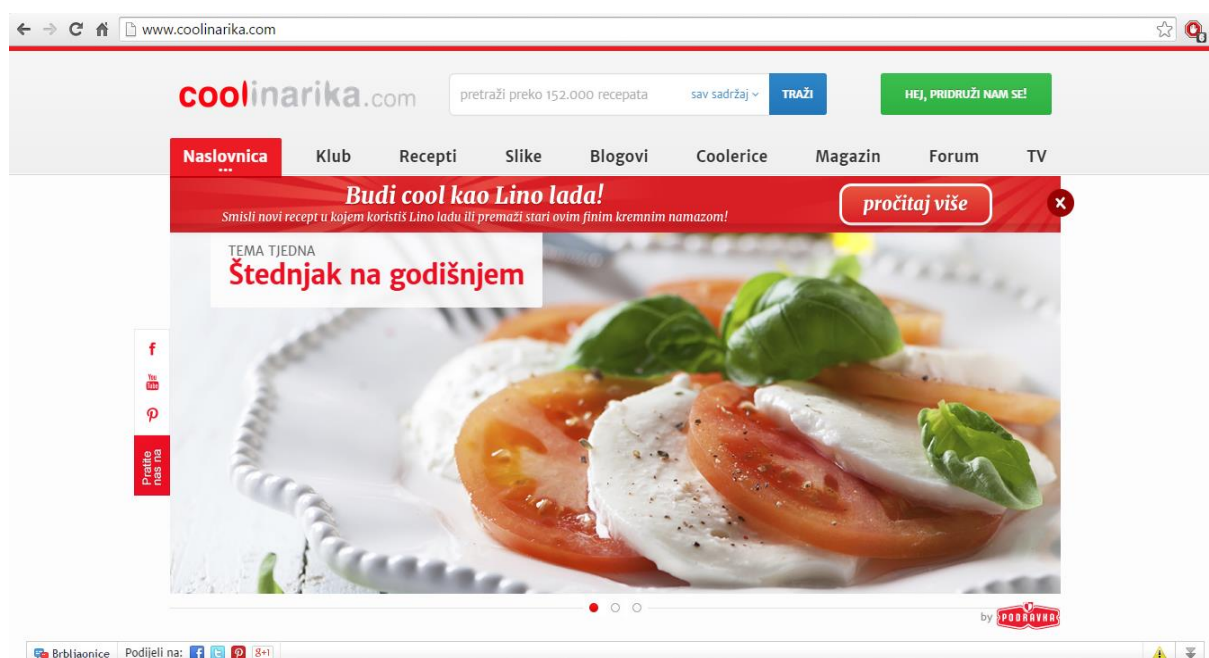 www.coolinarika.com
coolinarika.com
pretraži preko 152.000 recepata
sav sadržaj
TRAŽI
HEJ, PRIDRUŽI NAM SE!
Naslovnica Klub Recepti Slike Blogovi Coolerice Magazin Forum TV
Budi cool kao Lino lada!
Smisli novi recept u kojem koristiš Lino ladu ili premaži stari ovim finim kremnim namazom!
pročitaj više
x
TEMA TJEDNA
Štednjak na godišnjem
f
You
Tube
Pratite
nas na
by PODRAVKA
Brbljaonice Podijeli na: f t 8+1